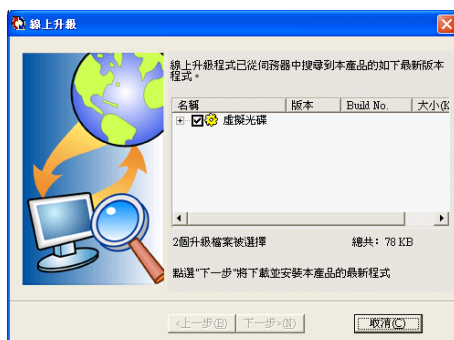 線上升級
線上升級程式已從伺務器中搜尋到本產品的如下最新版本
程式。
名稱 版本 Build No. 大小(K
虛擬光碟
2個升級檔案被選擇 總共: 78 KB
點選"下一步"將下載並安裝本產品的最新程式
<上一步(B) 下一步>(N) 取消(C)